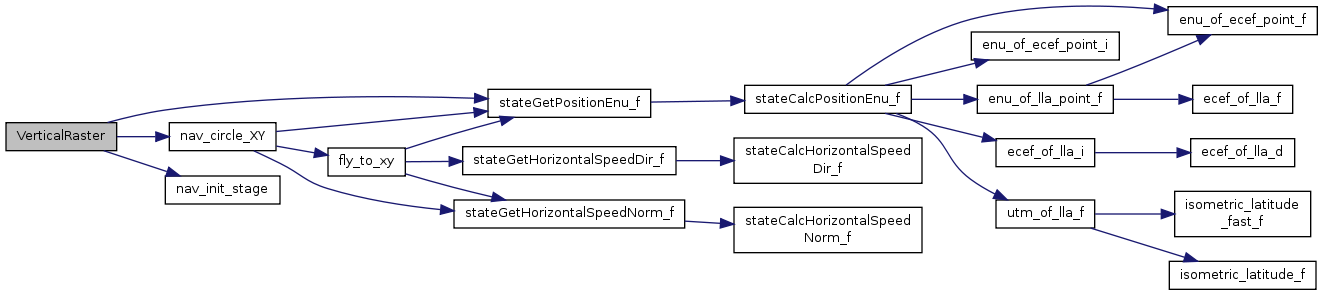 VerticalRaster
nav_circle_XY
nav_init_stage
fly_to_xy
stateGetPositionEnu_f
stateGetHorizontalSpeedDir_f
stateGetHorizontalSpeedNorm_f
stateCalcPositionEnu_f
stateCalcHorizontalSpeed
Dir_f
stateCalcHorizontalSpeed
Norm_f
enu_of_ecef_point_i
enu_of_lla_point_f
ecef_of_lla_i
utm_of_lla_f
enu_of_ecef_point_f
ecef_of_lla_f
ecef_of_lla_d
isometric_latitude
_fast_f
isometric_latitude_f